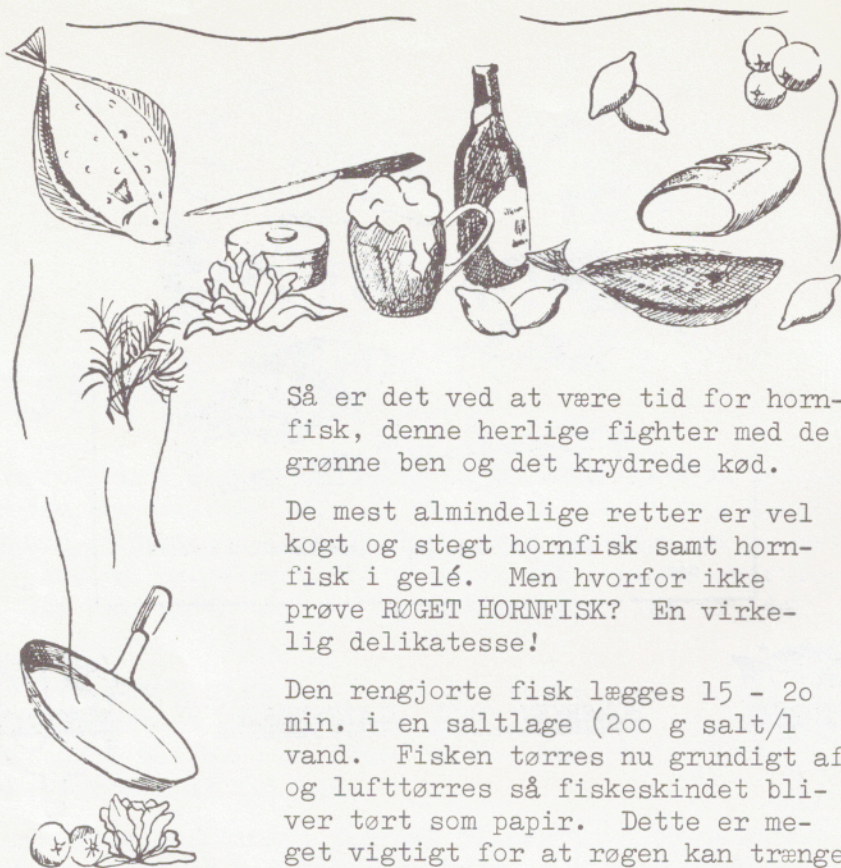 Så er det ved at være tid for horn-
fisk, denne herlige fighter med de
grønne ben og det krydrede kød.
De mest almindelige retter er vel
kogt og stegt hornfisk samt horn-
fisk i gelé. Men hvorfor ikke
prøve RØGET HORNFISK? En virke-
lig delikatesse!
Den rengjorte fisk lægges 15 - 2o
min. i en saltlage (2oo g salt/l
vand. Fisken tørres nu grundigt af
og lufttørres så fiskeskindet bli-
ver tørt som papir. Dette er me-
get vigtigt for at røgen kan trænge